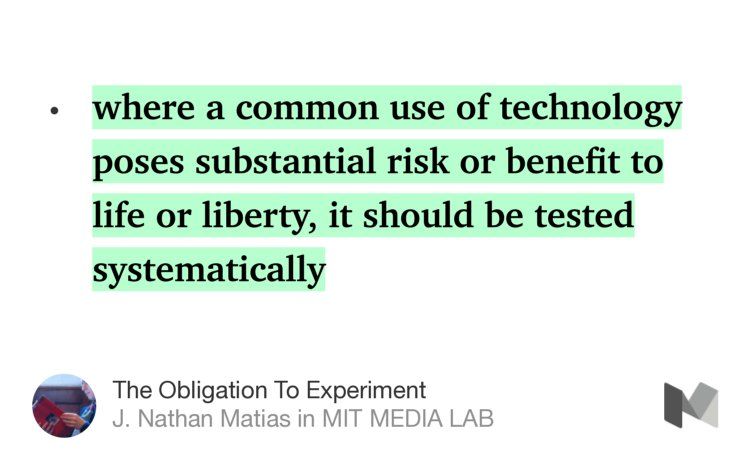 • where a common use of technology
poses substantial risk or benefit to
life or liberty, it should be tested
systematically
The Obligation To Experiment
J. Nathan Matias in MIT MEDIA LAB